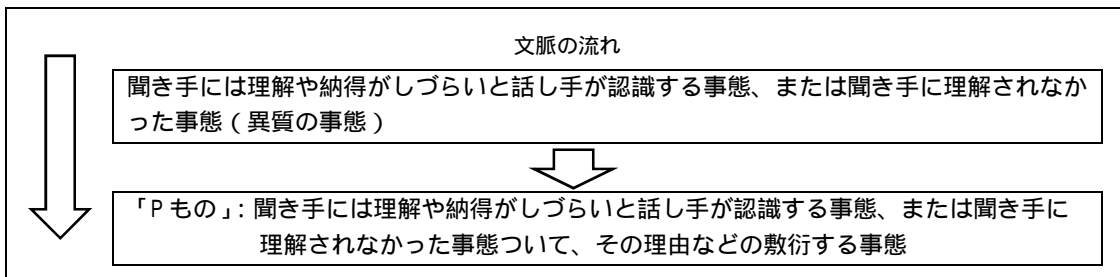 文脈の流れ
聞き手には理解や納得がしづらいと話し手が認識する事態、または聞き手に理解されなか
った事態（異質の事態）
「P もの」：聞き手には理解や納得がしづらいと話し手が認識する事態、または聞き手に
理解されなかった事態ついて、その理由などの敷衍する事態